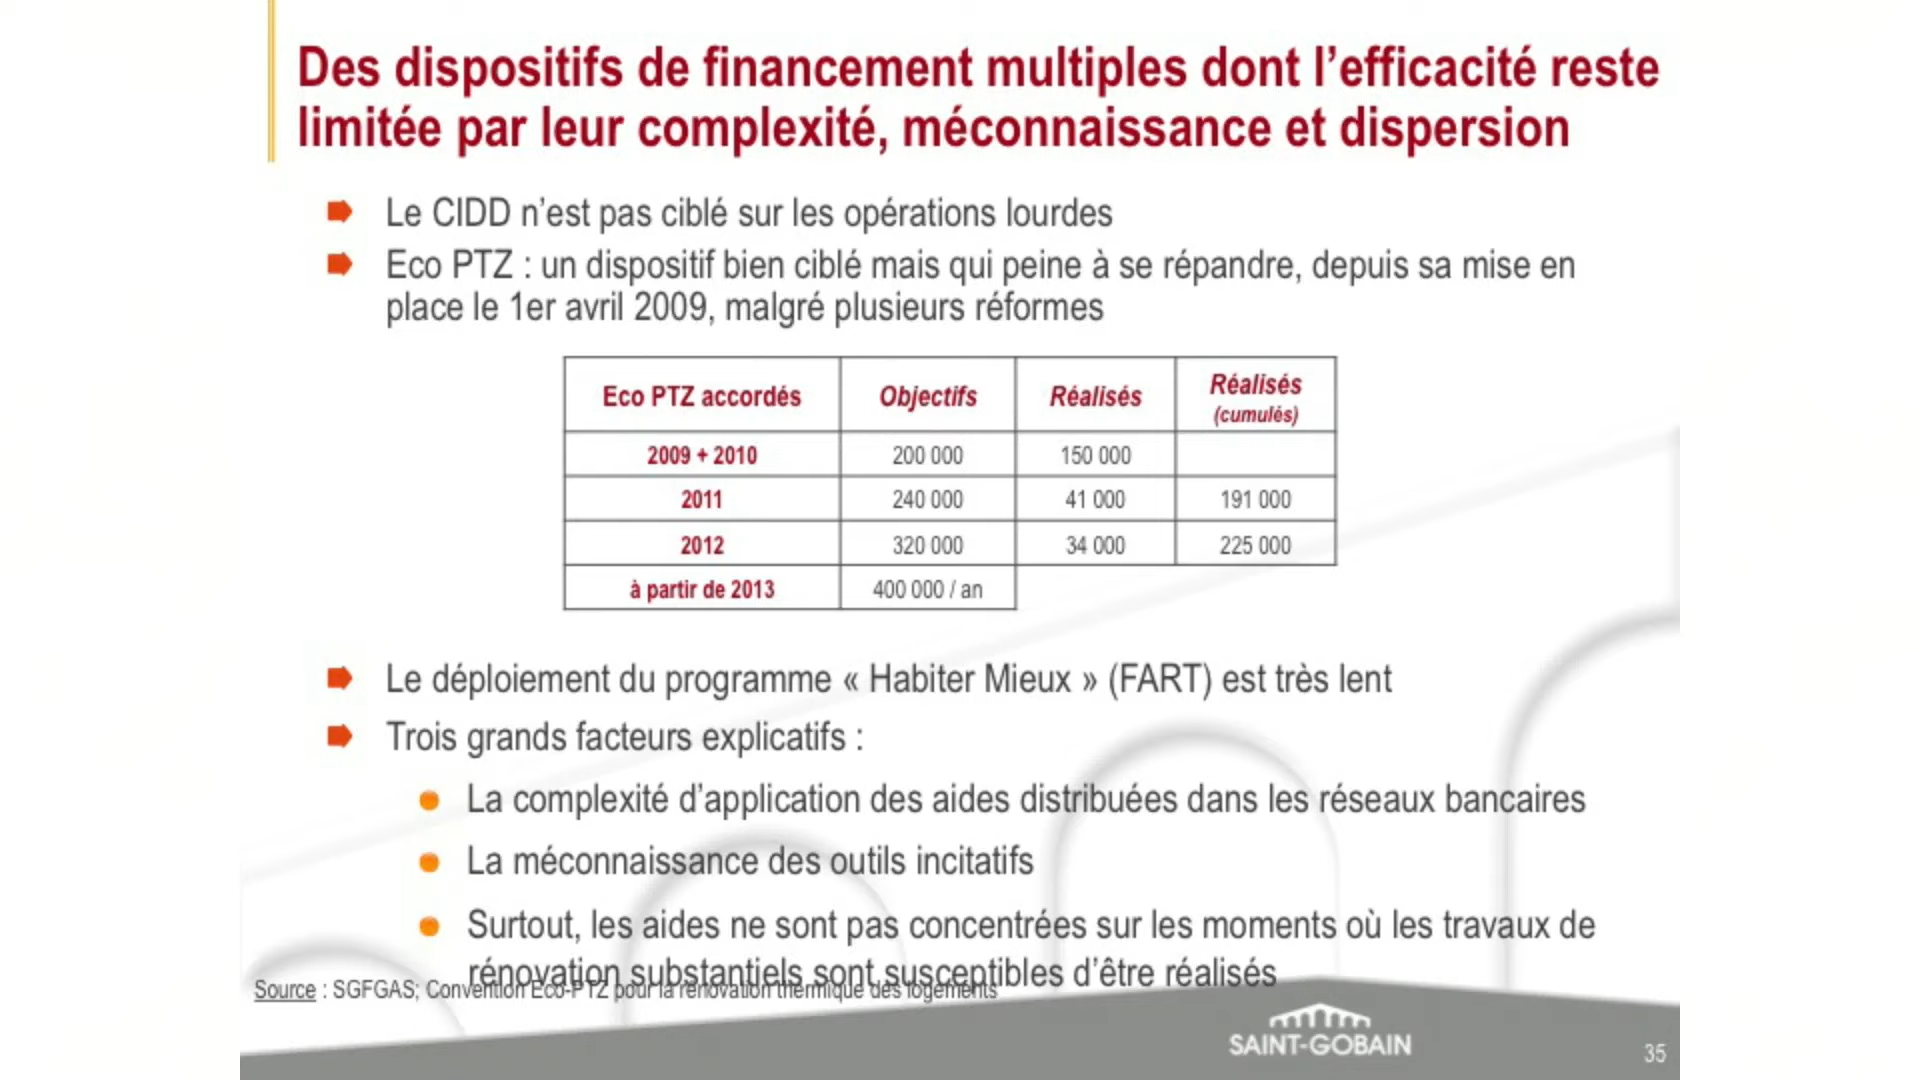 Des dispositifs de financement multiples dont l’efficacité reste
limitée par leur complexité, méconnaissance et dispersion
Le CIDD n’est pas ciblé sur les opérations lourdes
Eco PTZ : un dispositif bien ciblé mais qui peine à se répandre, depuis sa mise en
place le 1er avril 2009, malgré plusieurs réformes
Eco PTZ accordés Objectifs Réalisés Réalisés
(cumulés)
2009 + 2010 200 000 150 000
2011 240 000 41 000 191 000
2012 320 000 34 000 225 000
à partir de 2013 400 000 / an
Le déploiement du programme « Habiter Mieux » (FART) est très lent
Trois grands facteurs explicatifs :
La complexité d’application des aides distribuées dans les réseaux bancaires
La méconnaissance des outils incitatifs
Surtout, les aides ne sont pas concentrées sur les moments où les travaux de
rénovation substantiels sont susceptibles d’être réalisés
Source : SGFGAS; Convention Eco-PTZ pour la rénovation thermique des logements
SAINT-GOBAIN
35